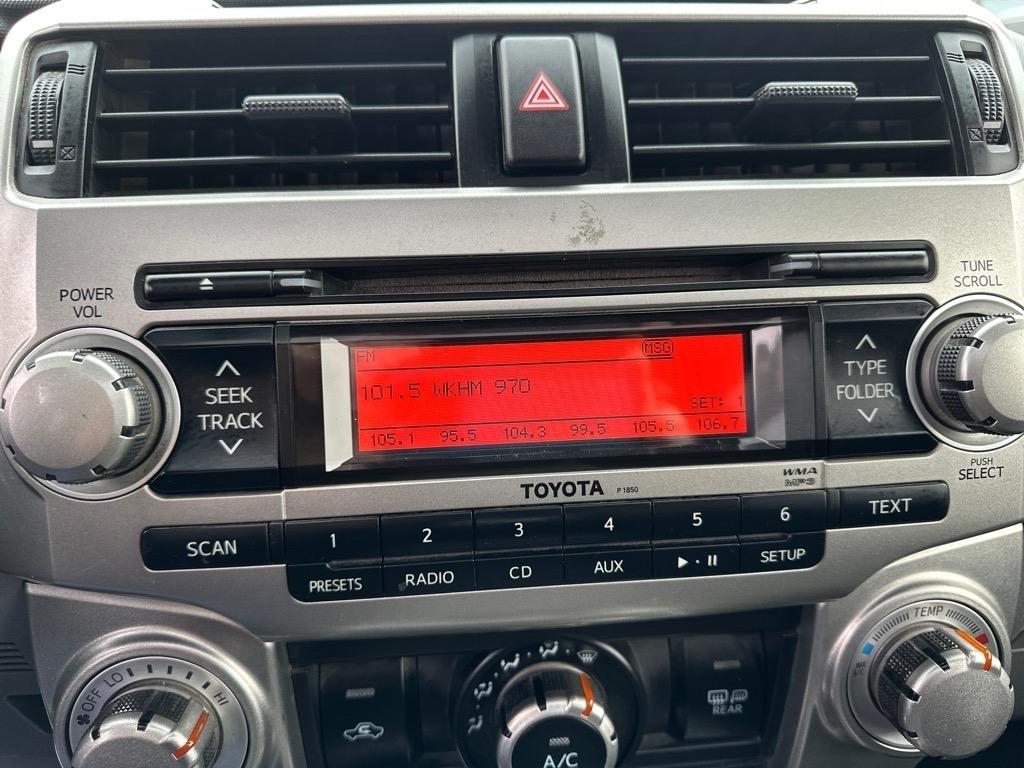 POWER
VOL
TUNE
SCROLL
SEEK
TRACK
FM MSG
101.5 WKHM 970
SET: 1
105.1 95.5 104.3 99.5 105.5 106.7
TYPE
FOLDER
PUSH
SELECT
TOYOTA P1850
WMA
MP3
SCAN
1 2 3 4 5 6
TEXT
PRESETS RADIO CD AUX SETUP
OFF LO HI
A/C
REAR
TEMP
MAX
A/C